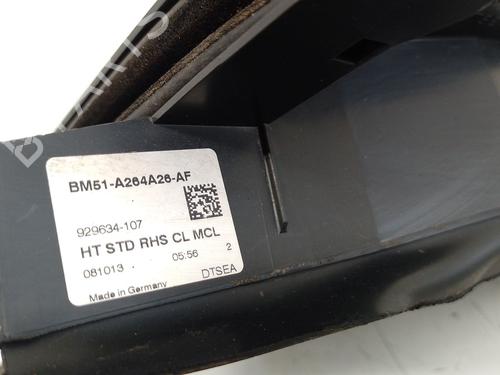 BM51-A264A26-AF
929634-107
HT STD RHS CL MCL
081013 05:56 2
DTSEA
Made in Germany